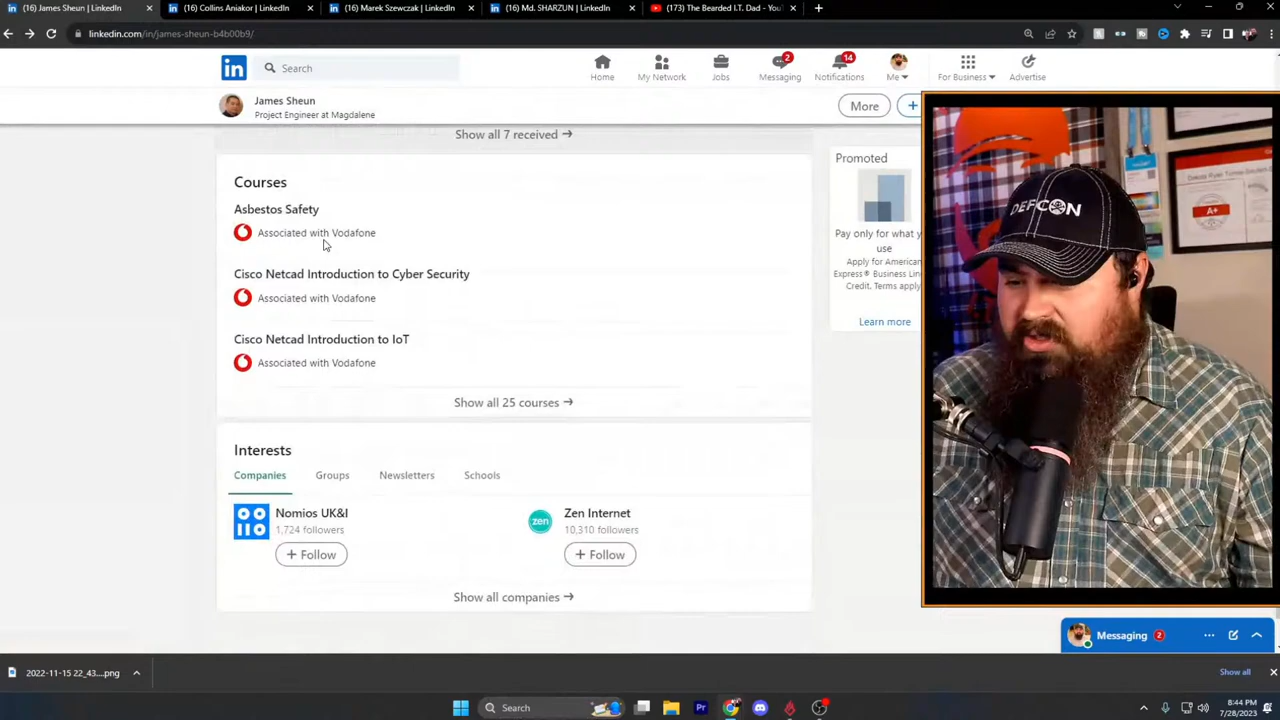 (16) James Sheun | LinkedIn
(16) Collins Aniakor | LinkedIn
(16) Marek Szewczak | LinkedIn
(16) Md. SHARZUN | LinkedIn
(173) The Bearded I.T. Dad - You
linkedin.com/in/james-sheun-b4b00b9/
in
Search
Home
My Network
Jobs
2
Messaging
14
Notifications
Me
For Business
Advertise
James Sheun
Project Engineer at Magdalene
More
Show all 7 received →
Courses
Asbestos Safety
Associated with Vodafone
Cisco Netcad Introduction to Cyber Security
Associated with Vodafone
Cisco Netcad Introduction to IoT
Associated with Vodafone
Show all 25 courses →
Interests
Companies
Groups
Newsletters
Schools
Nomios UK&I
1,724 followers
+ Follow
zen
Zen Internet
10,310 followers
+ Follow
Show all companies →
Promoted
Pay only for what y
use
Apply for American
Express® Business Lin
Credit. Terms apply
Learn more
DEFCON
A+
Messaging
2
2022-11-15 22_43....png
Show all
Search
Pr
8:44 PM
7/28/2023